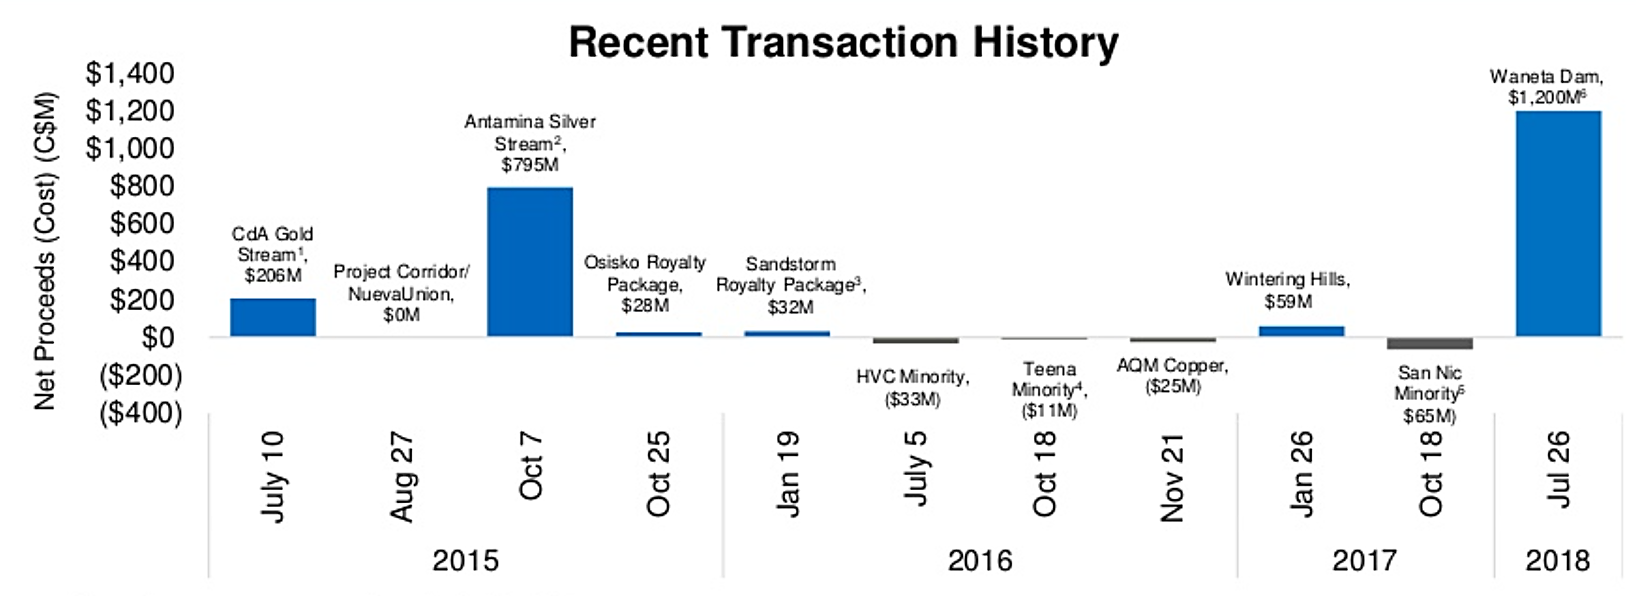 Recent Transaction History
Net Proceeds (Cost) (C$M)
$1,400
$1,200
$1,000
$800
$600
$400
$200
$0
($200)
($400)
CdA Gold
Stream¹,
$206M
Project Corridor/
NuevaUnion,
$0M
Antamina Silver
Stream²,
$795M
Osisko Royalty
Package,
$28M
Sandstorm
Royalty Package³,
$32M
HVC Minority,
($33M)
Teena
Minority⁴,
($11M)
AQM Copper,
($25M)
Wintering Hills,
$59M
San Nic
Minority⁵
$65M)
Waneta Dam,
$1,200M⁶
July 10
Aug 27
Oct 7
Oct 25
Jan 19
July 5
Oct 18
Nov 21
Jan 26
Oct 18
Jul 26
2015
2016
2017
2018